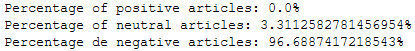 Percentage of positive articles: 0.0%
Percentage of neutral articles: 3.3112582781456954%
Percentage de negative articles: 96.6887417218543%